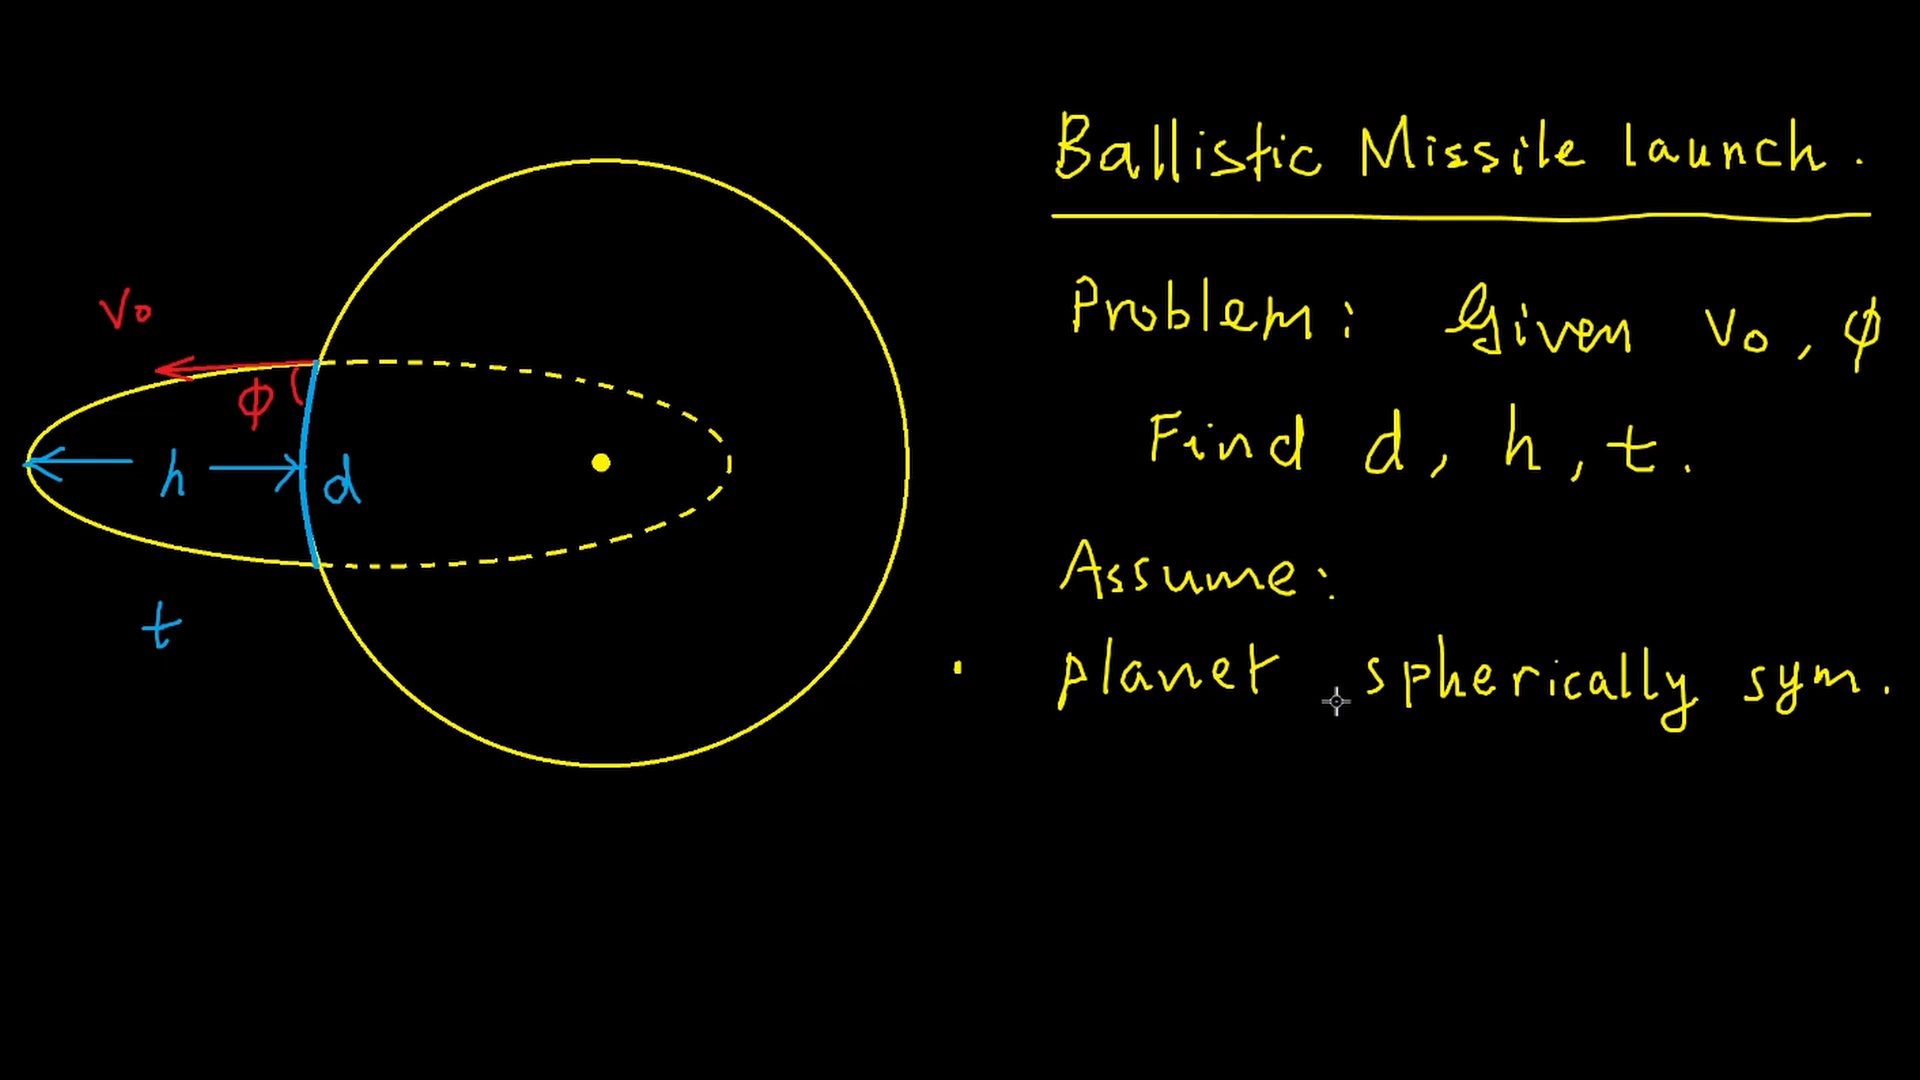 Ballistic Missile launch.
Problem: Given v₀, φ
Find d, h, t.
Assume:
· planet spherically sym.
v₀
φ
h
d
t